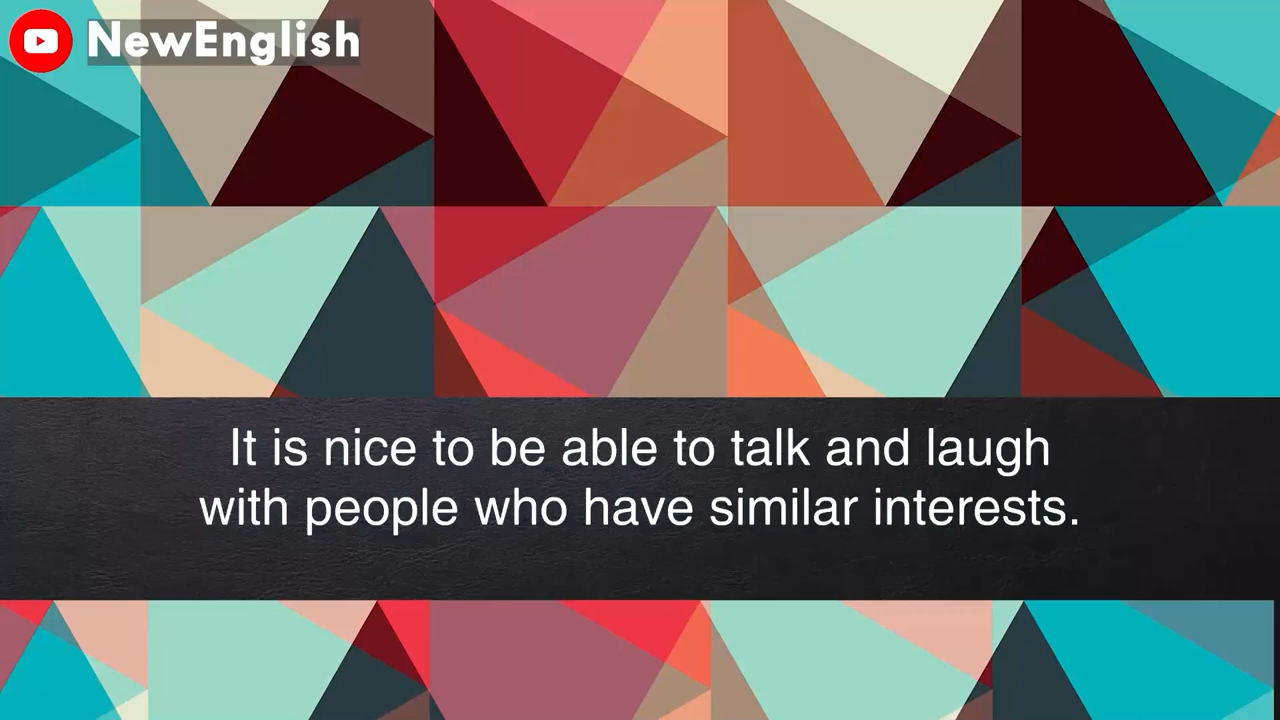 NewEnglish
It is nice to be able to talk and laugh
with people who have similar interests.